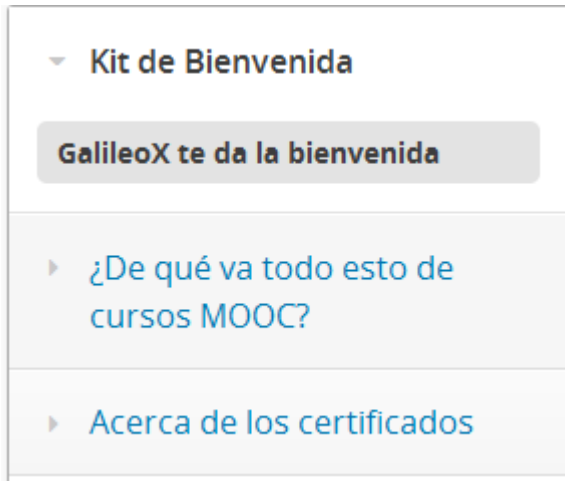 Kit de Bienvenida
GalileoX te da la bienvenida
¿De qué va todo esto de
cursos MOOC?
Acerca de los certificados